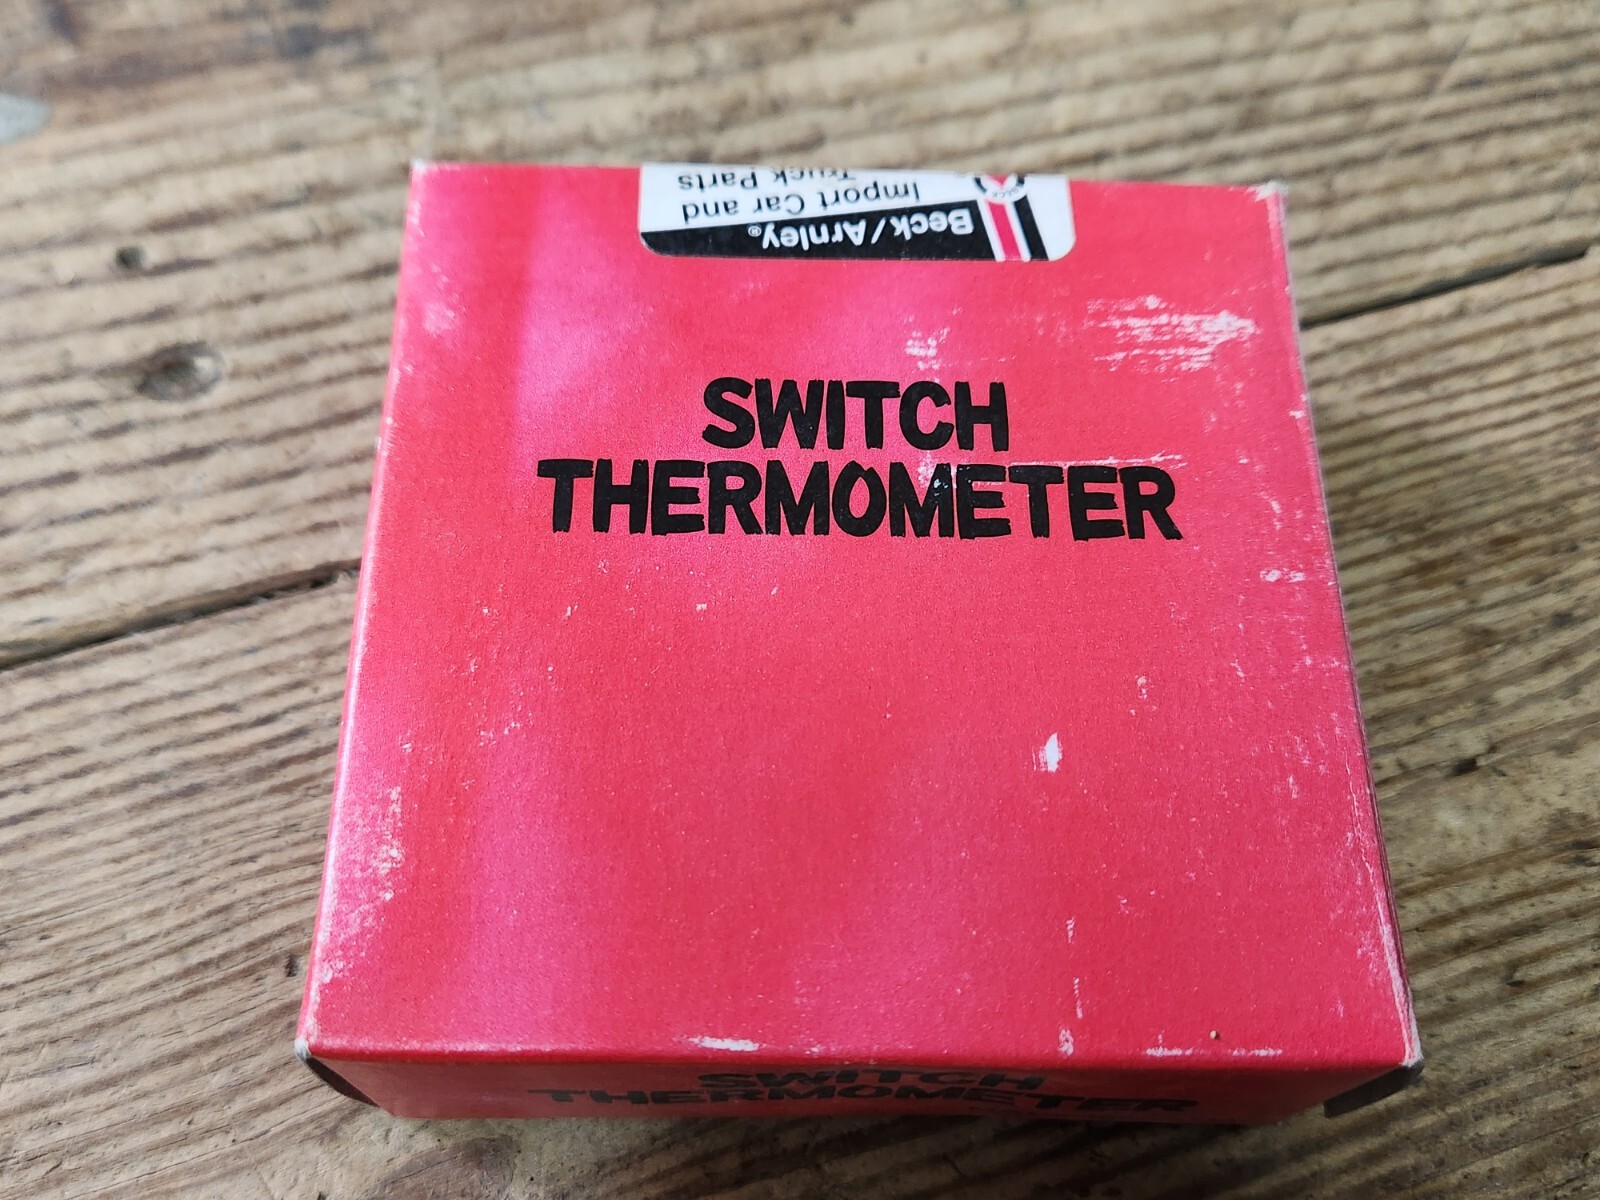 Beck/Arnley®
Import Car and
Truck Parts
SWITCH
THERMOMETER
SWITCH
THERMOMETER